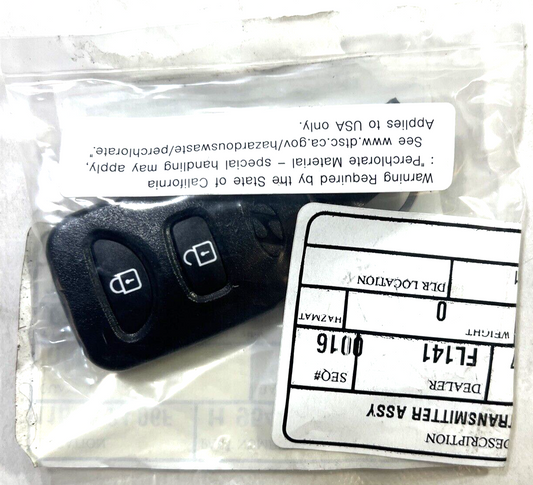 Warning Required by the State of California
: "Perchlorate Material – special handling may apply,
See www.dtsc.ca.gov/hazardouswaste/perchlorate."
Applies to USA only.
DESCRIPTION
TRANSMITTER ASSY
DEALER
SEQ#
FL141
0016
WEIGHT
HAZMAT
0
DLR LOCATION